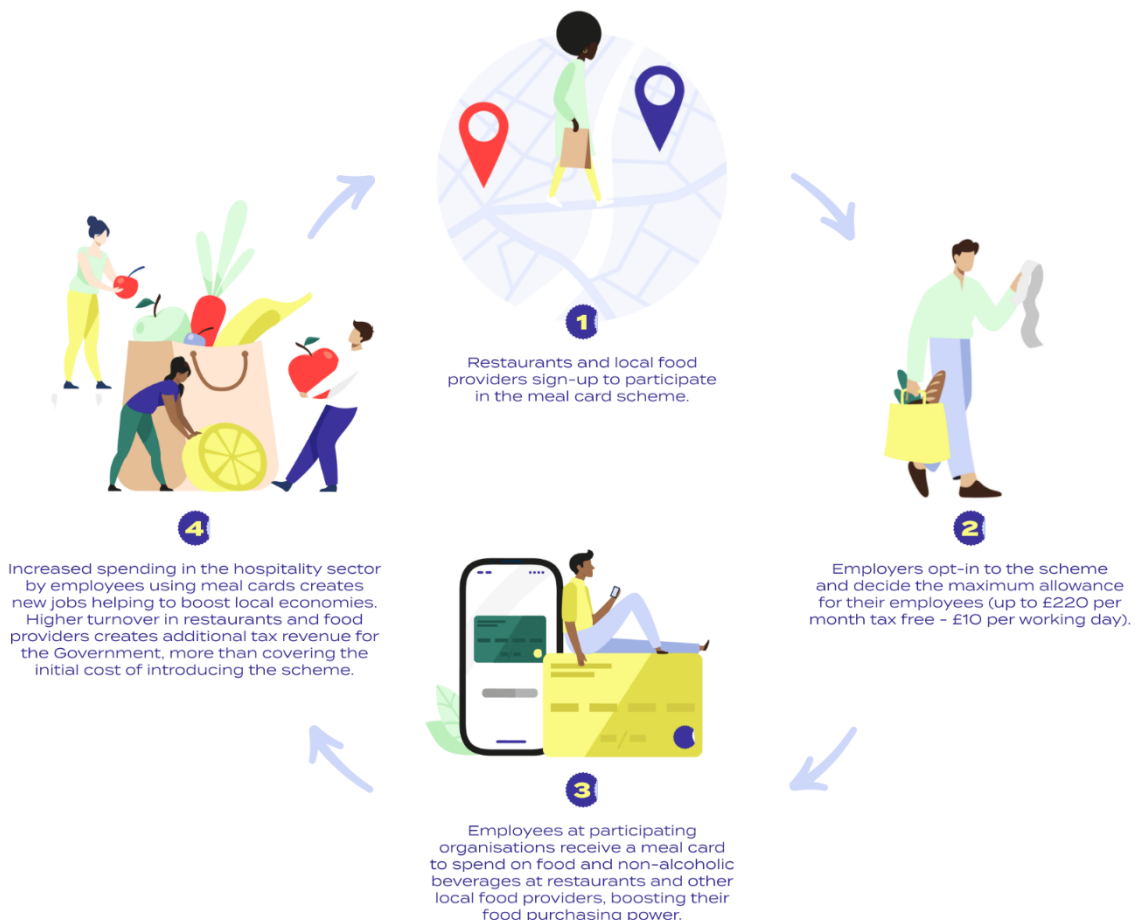 1
Restaurants and local food
providers sign-up to participate
in the meal card scheme.
2
Employers opt-in to the scheme
and decide the maximum allowance
for their employees (up to £220 per
month tax free - £10 per working day).
3
Employees at participating
organisations receive a meal card
to spend on food and non-alcoholic
beverages at restaurants and other
local food providers, boosting their
food purchasing power.
4
Increased spending in the hospitality sector
by employees using meal cards creates
new jobs helping to boost local economies.
Higher turnover in restaurants and food
providers creates additional tax revenue for
the Government, more than covering the
initial cost of introducing the scheme.